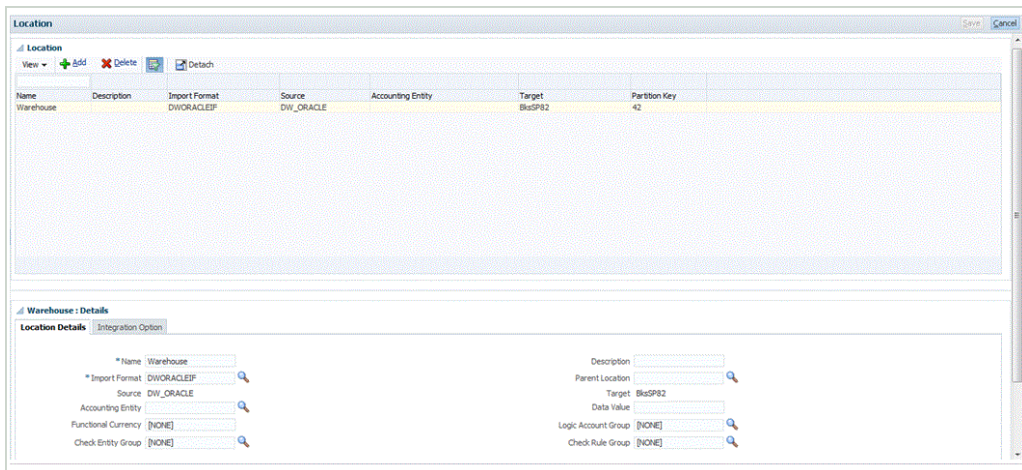 Location
Save Cancel
Location
View Add Delete Detach
Name Description Import Format Source Accounting Entity Target Partition Key
Warehouse DWORACLEIF DW_ORACLE BksSP82 42
Warehouse : Details
Location Details Integration Option
* Name Warehouse Description
* Import Format DWORACLEIF Parent Location
Source DW_ORACLE Target BksSP82
Accounting Entity Data Value
Functional Currency [NONE] Logic Account Group [NONE]
Check Entity Group [NONE] Check Rule Group [NONE]